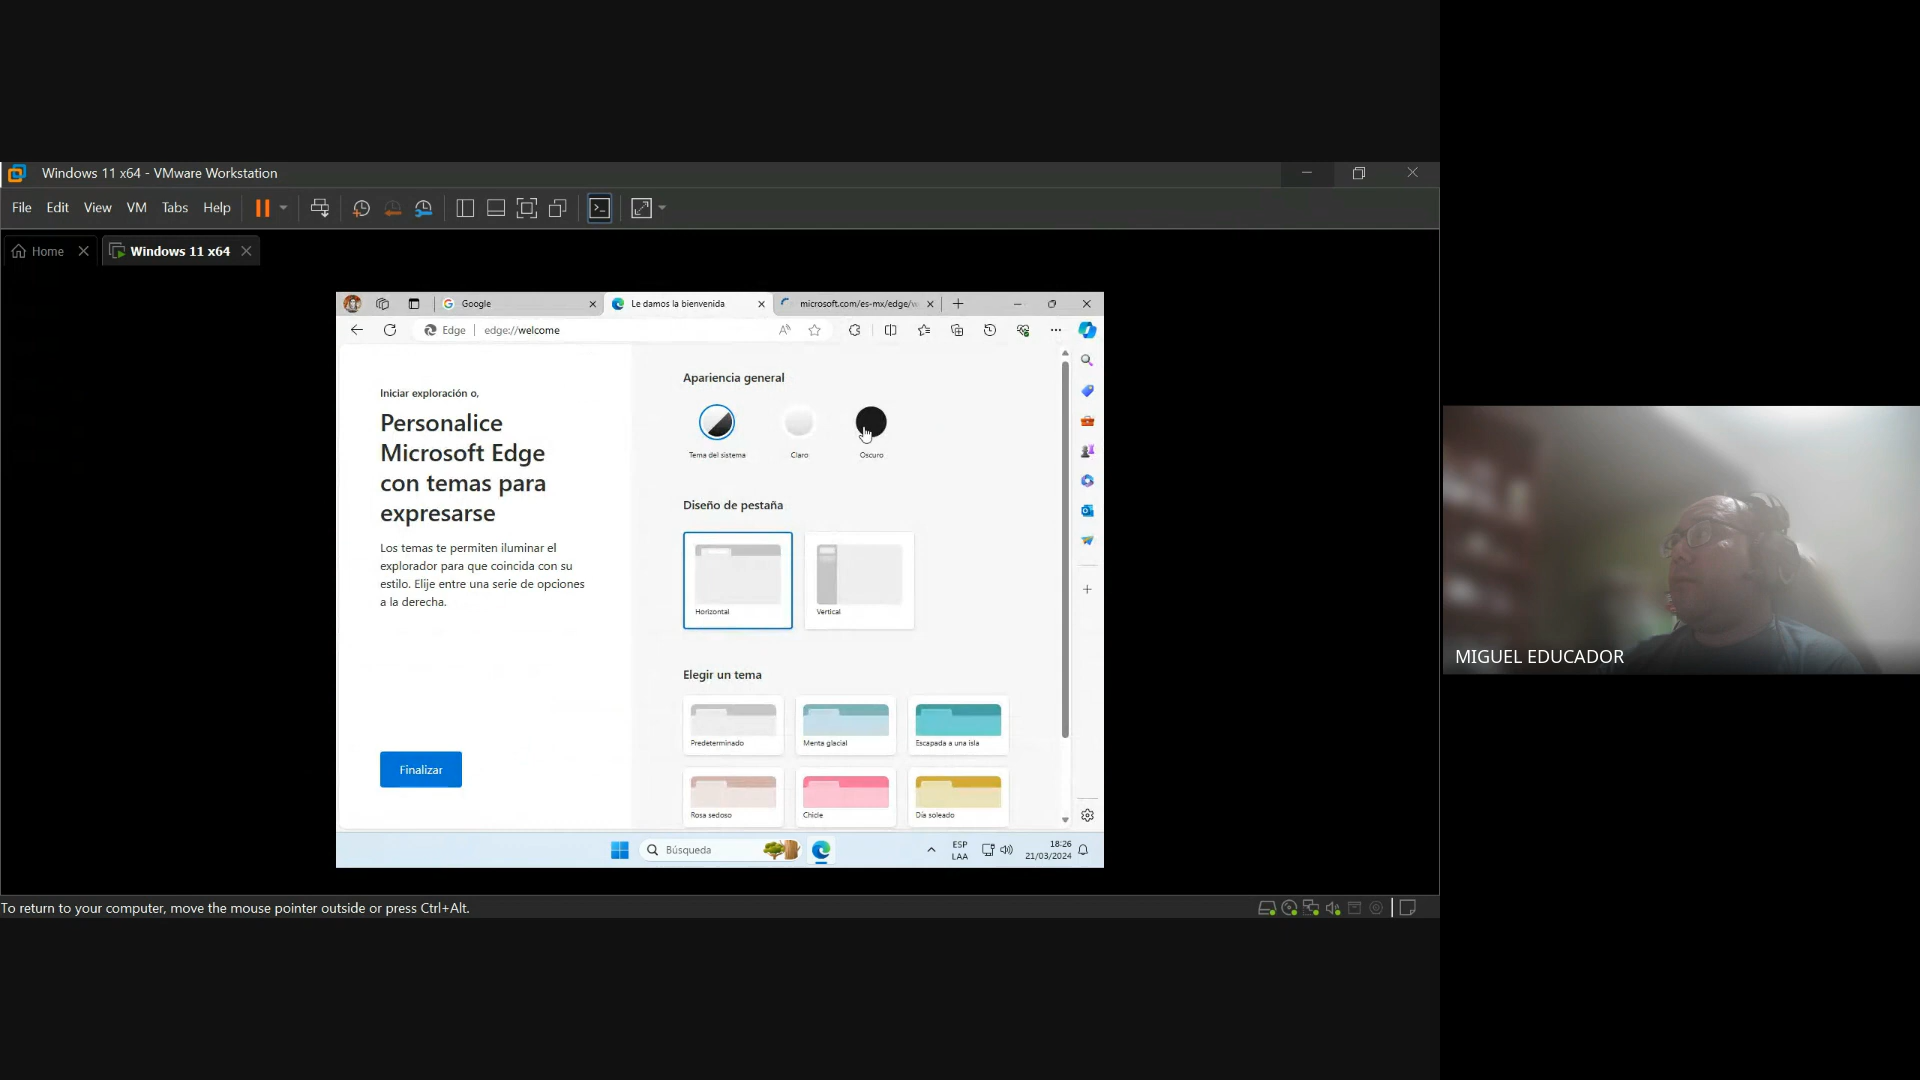 Windows 11 x64 - VMware Workstation
File Edit View VM Tabs Help
Home
Windows 11 x64
Google
Le damos la bienvenida
microsoft.com/es-mx/edge/w
Edge
edge://welcome
Iniciar exploración o,
Personalice
Microsoft Edge
con temas para
expresarse
Los temas te permiten iluminar el
explorador para que coincida con su
estilo. Elije entre una serie de opciones
a la derecha.
Finalizar
Apariencia general
Tema del sistema
Claro
Oscuro
Diseño de pestaña
Horizontal
Vertical
Elegir un tema
Predeterminado
Menta glacial
Escapada a una isla
Rosa sedoso
Chicle
Día soleado
Búsqueda
ESP
LAA
18:26
21/03/2024
To return to your computer, move the mouse pointer outside or press Ctrl+Alt.
MIGUEL EDUCADOR